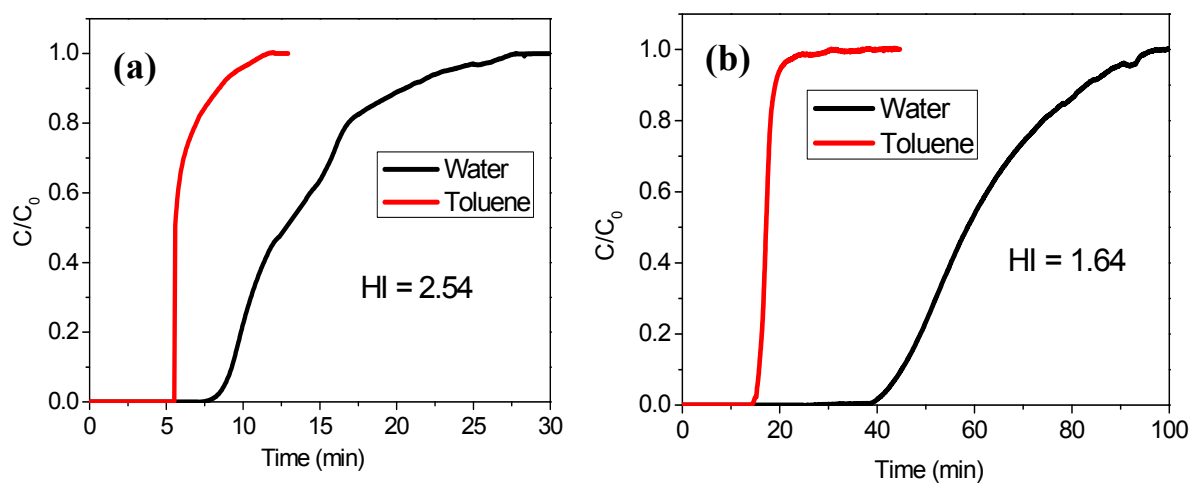 (a)
1.0
0.8
0.6
0.4
0.2
0.0
C/C0
Water
Toluene
HI = 2.54
0 5 10 15 20 25 30
Time (min)
(b)
1.0
0.8
0.6
0.4
0.2
0.0
C/C0
Water
Toluene
HI = 1.64
0 20 40 60 80 100
Time (min)